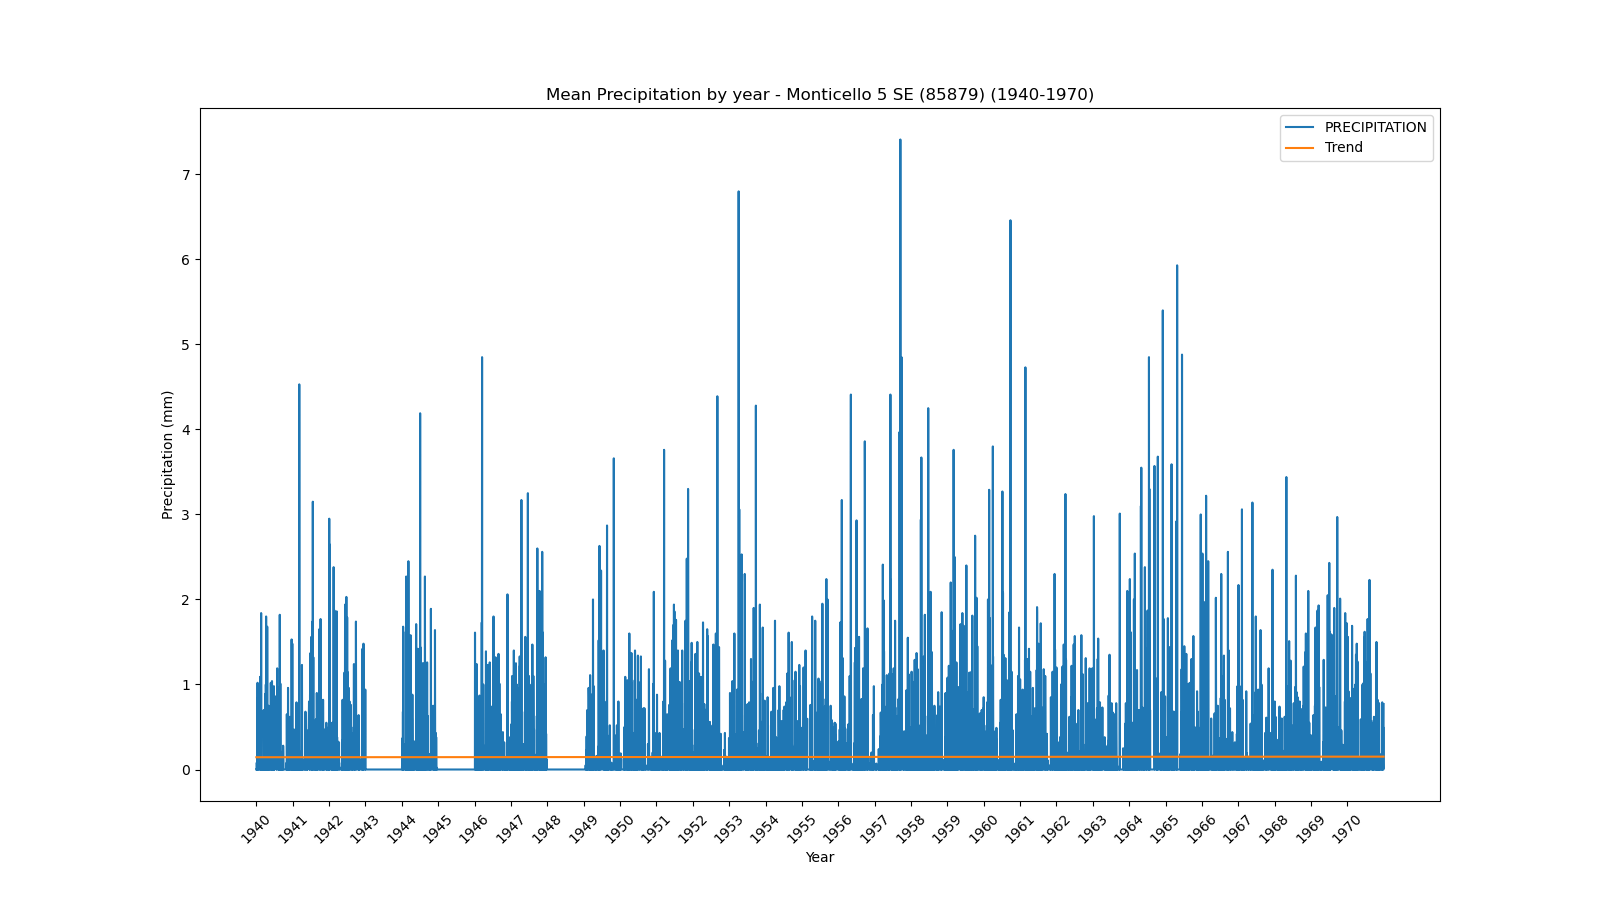 Mean Precipitation by year - Monticello 5 SE (85879) (1940-1970)
PRECIPITATION
Trend
7
6
5
4
3
2
1
0
Precipitation (mm)
1940 1941 1942 1943 1944 1945 1946 1947 1948 1949 1950 1951 1952 1953 1954 1955 1956 1957 1958 1959 1960 1961 1962 1963 1964 1965 1966 1967 1968 1969 1970
Year